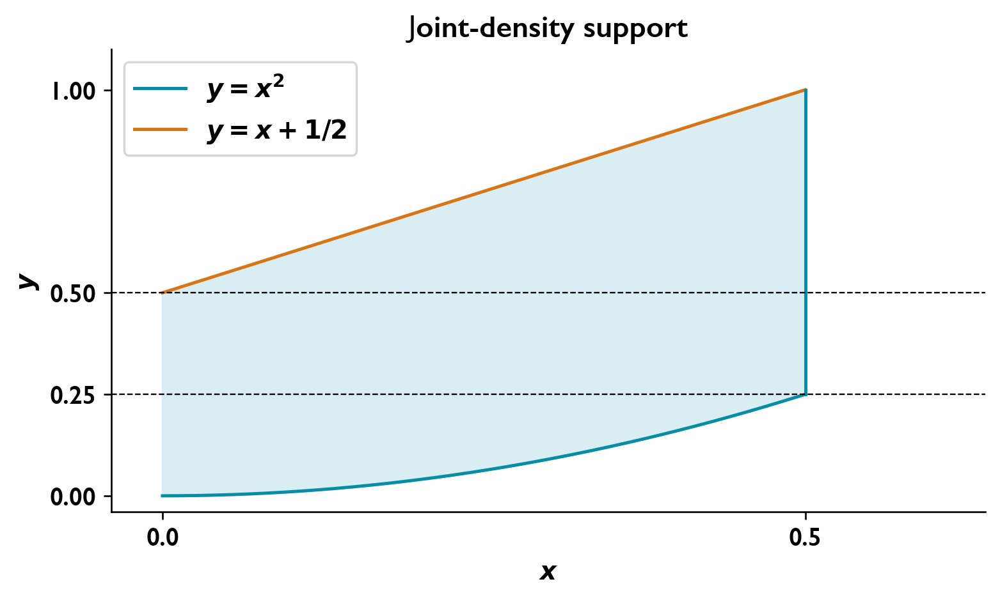 Joint-density support
y = x²
y = x + 1/2
1.00
0.50
0.25
0.00
y
0.0
0.5
x